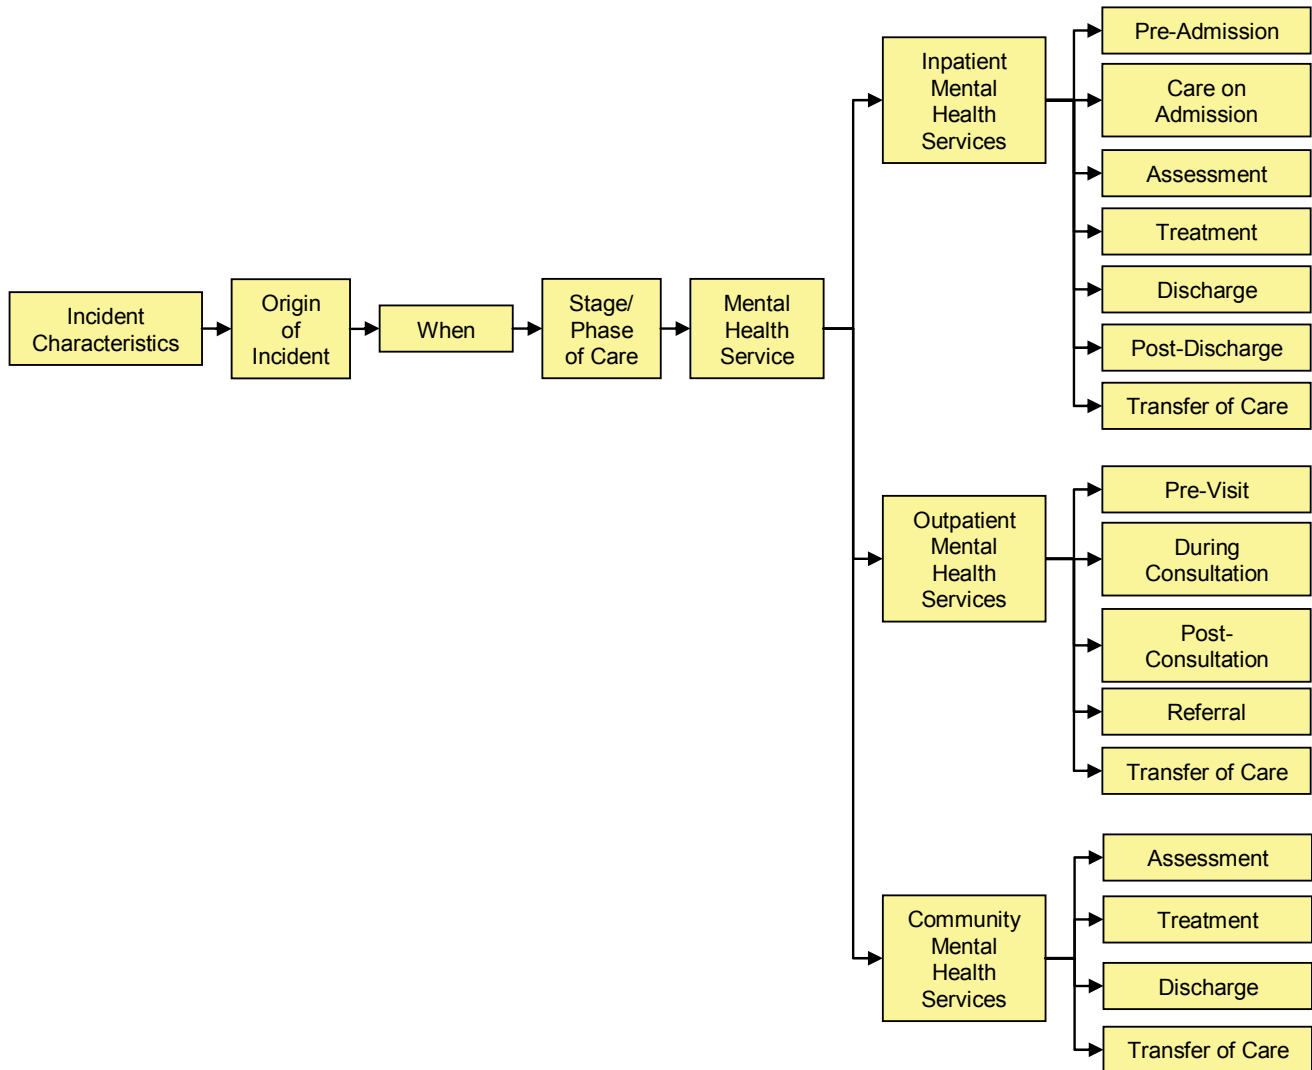 Incident
Characteristics
Origin
of
Incident
When
Stage/
Phase
of Care
Mental
Health
Service
Inpatient
Mental
Health
Services
Pre-Admission
Care on
Admission
Assessment
Treatment
Discharge
Post-Discharge
Transfer of Care
Outpatient
Mental
Health
Services
Pre-Visit
During
Consultation
Post-
Consultation
Referral
Transfer of Care
Community
Mental
Health
Services
Assessment
Treatment
Discharge
Transfer of Care